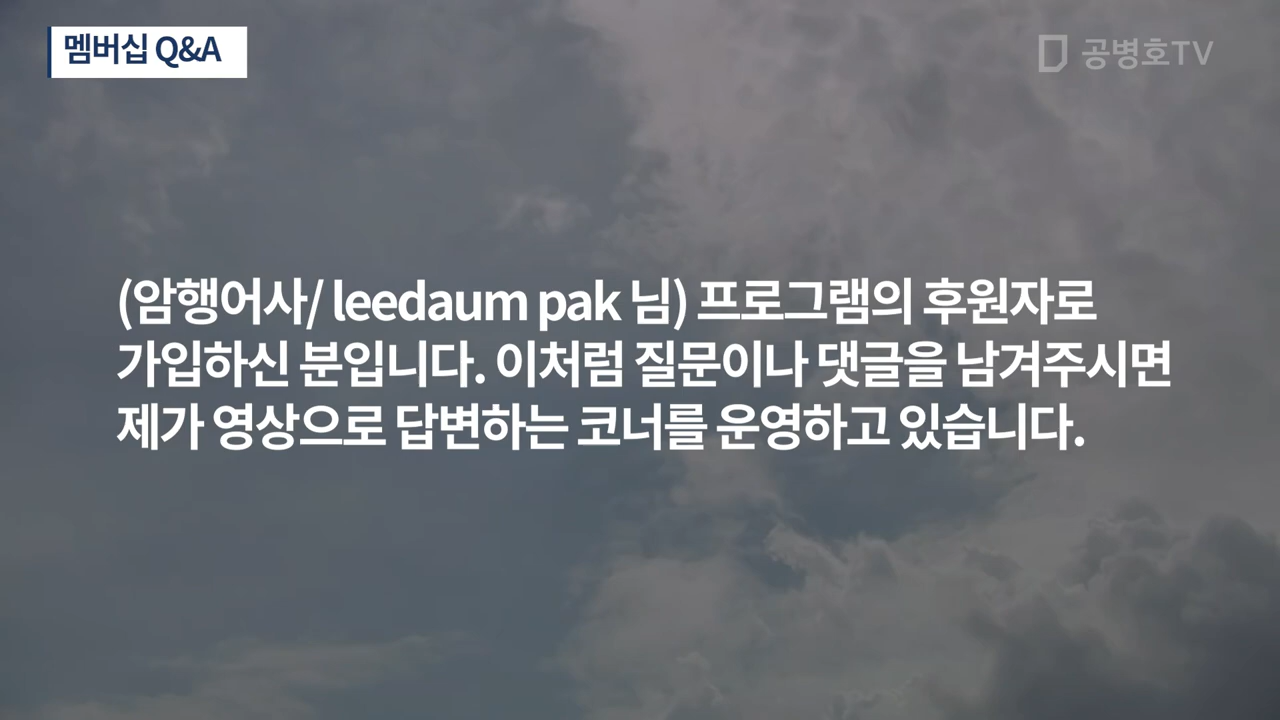 멤버십 Q&A
공병호TV
(암행어사/ leedaum pak 님) 프로그램의 후원자로
가입하신 분입니다. 이처럼 질문이나 댓글을 남겨주시면
제가 영상으로 답변하는 코너를 운영하고 있습니다.